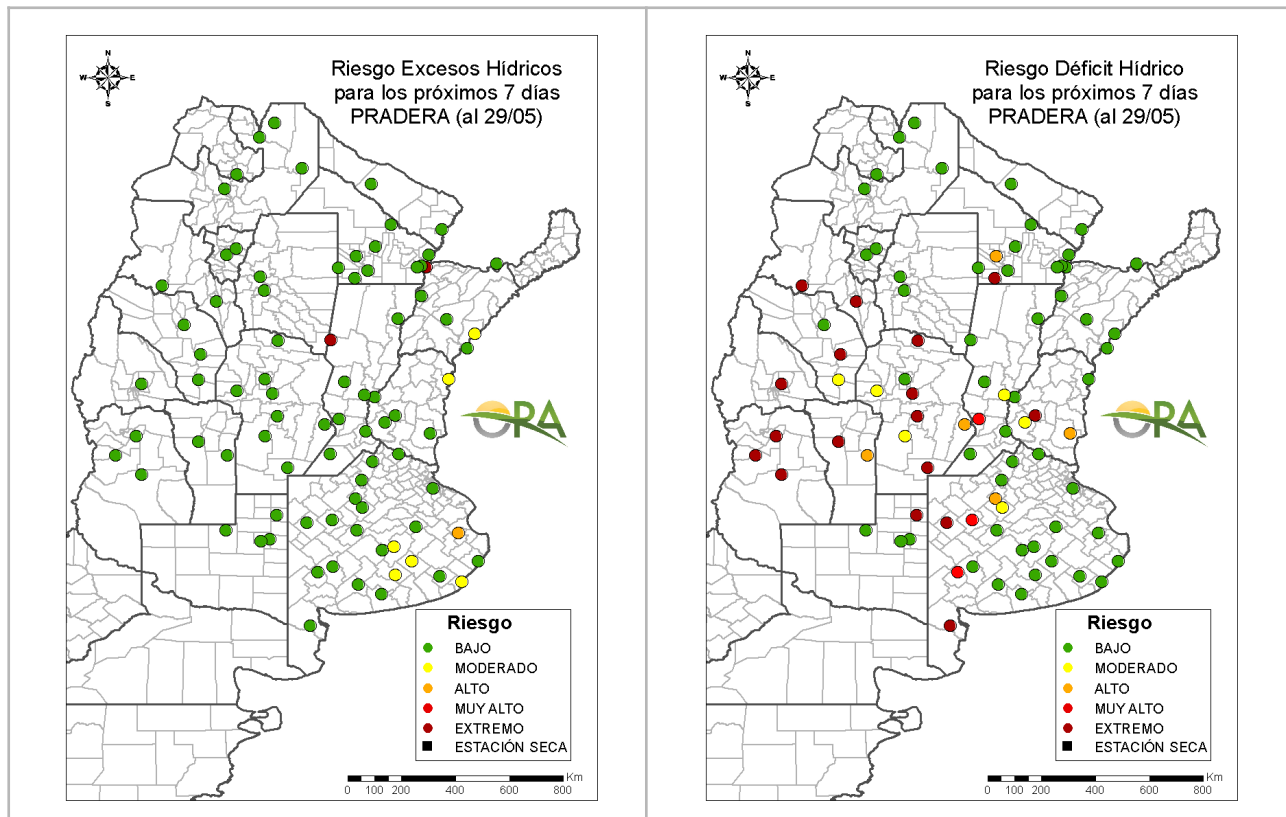 N
W E
S
Riesgo Excesos Hídricos
para los próximos 7 días
PRADERA (al 29/05)
ORA
Riesgo
BAJO
MODERADO
ALTO
MUY ALTO
EXTREMO
ESTACIÓN SECA
Km
0 100 200 400 600 800
N
W E
S
Riesgo Déficit Hídrico
para los próximos 7 días
PRADERA (al 29/05)
ORA
Riesgo
BAJO
MODERADO
ALTO
MUY ALTO
EXTREMO
ESTACIÓN SECA
Km
0 100 200 400 600 800